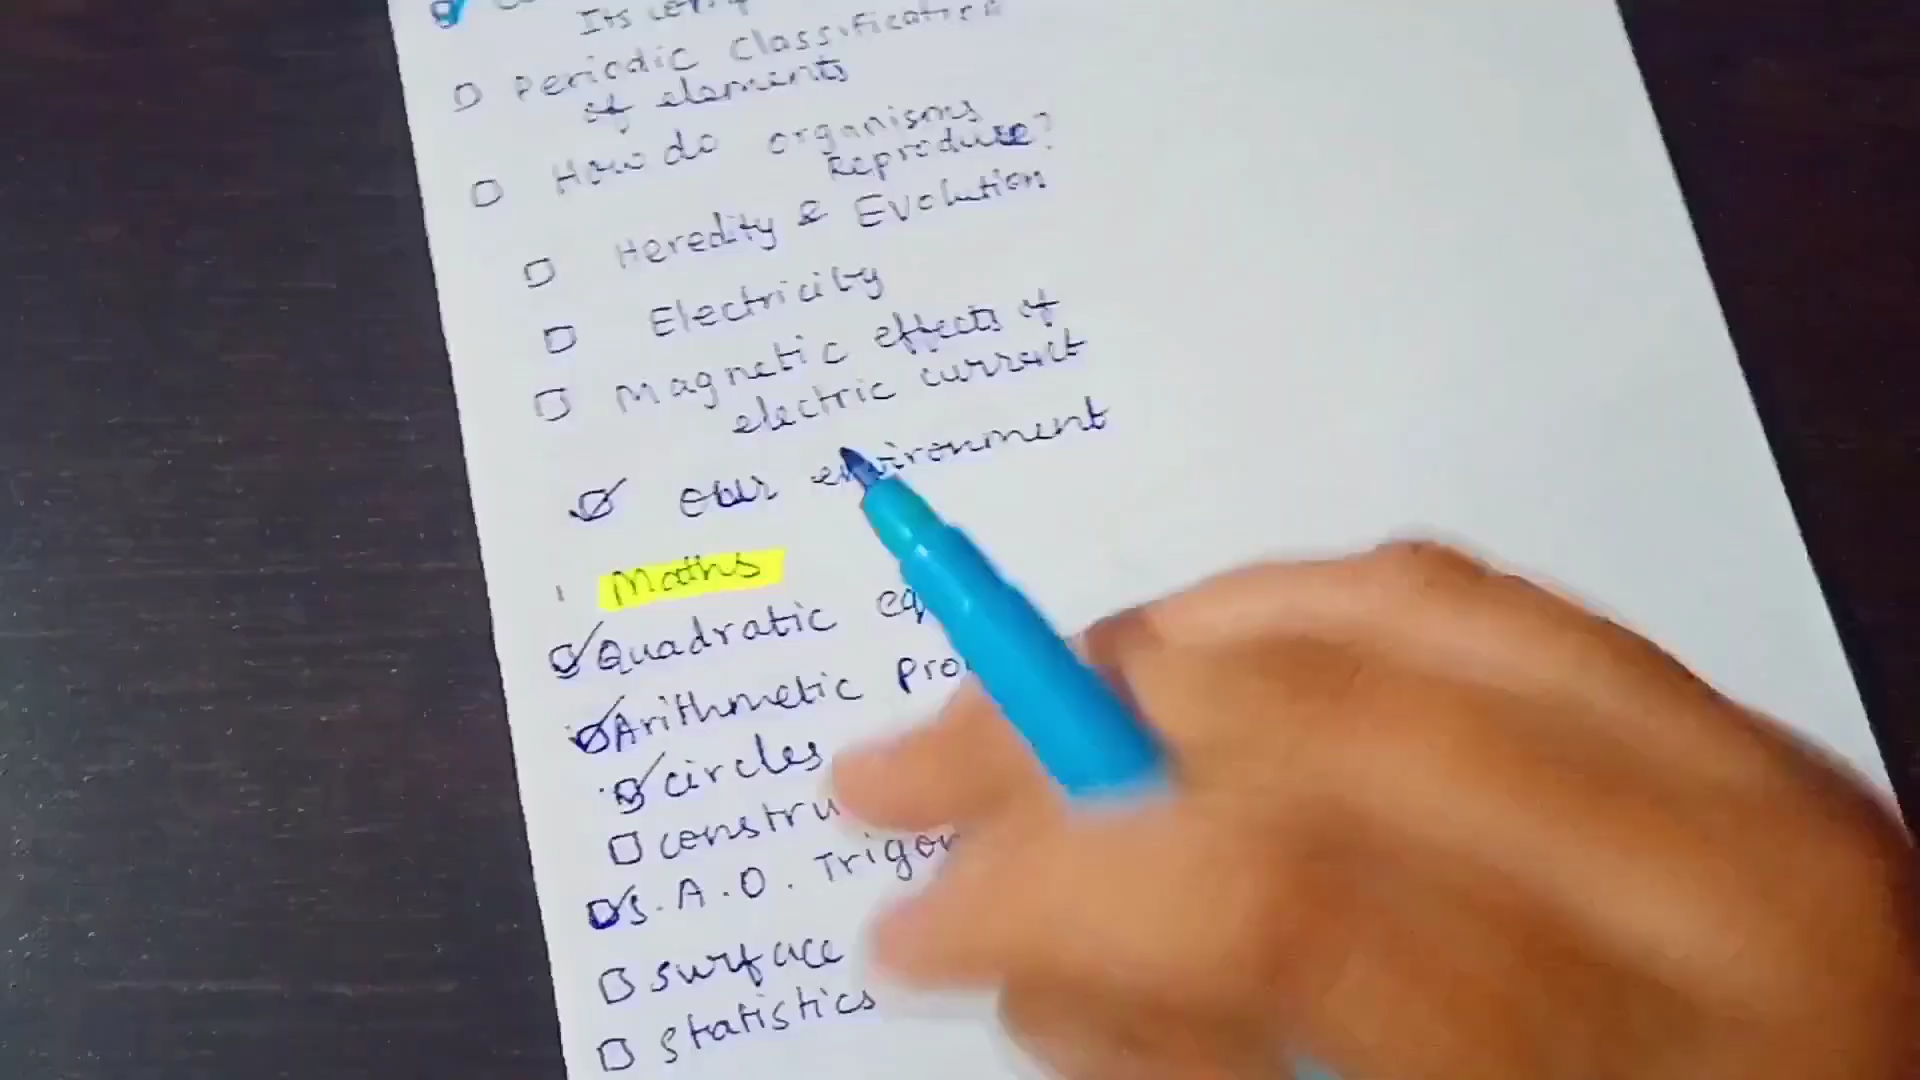 Its
Periodic Classification
of elements
How do organisms
Reproduce?
Heredity & Evolution
Electricity
Magnetic effects of
electric current
Our environment
Maths
Quadratic eq
Arithmetic Pro
circles
constru
S.A.O. Trigon
surface
statistics